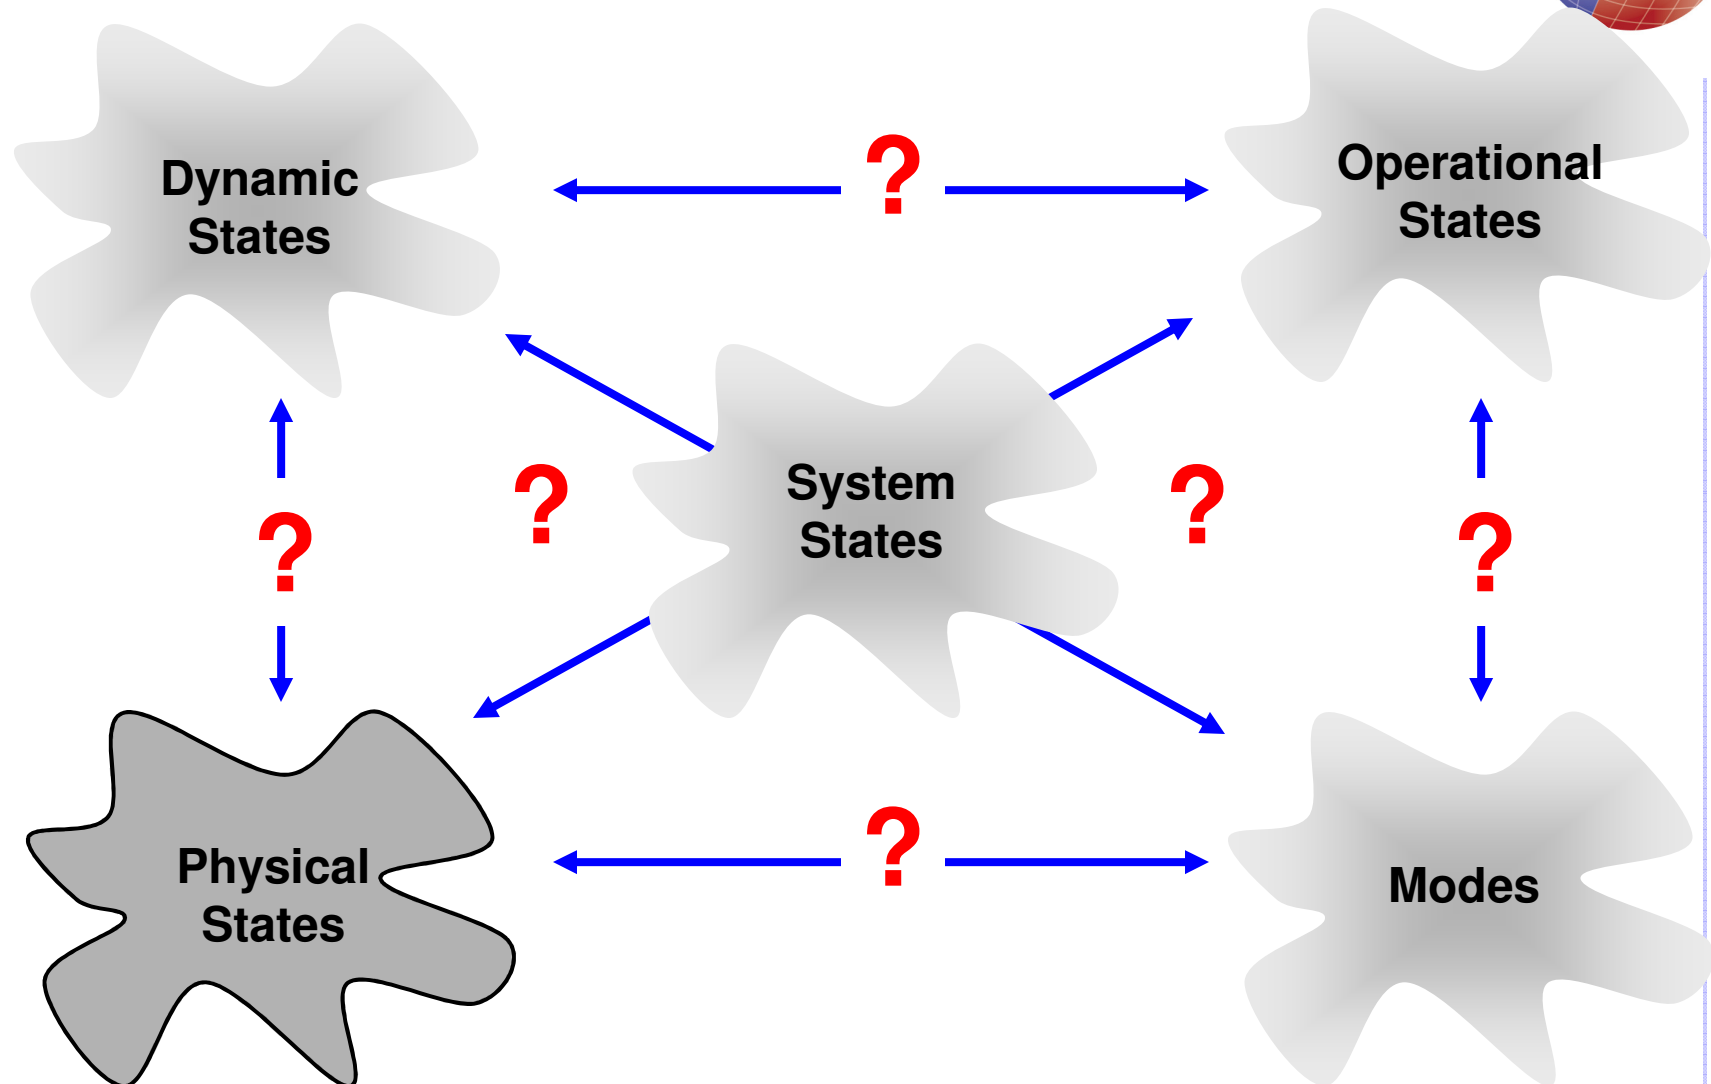 Dynamic
States
?
Operational
States
?
?
System
States
?
?
Physical
States
?
Modes